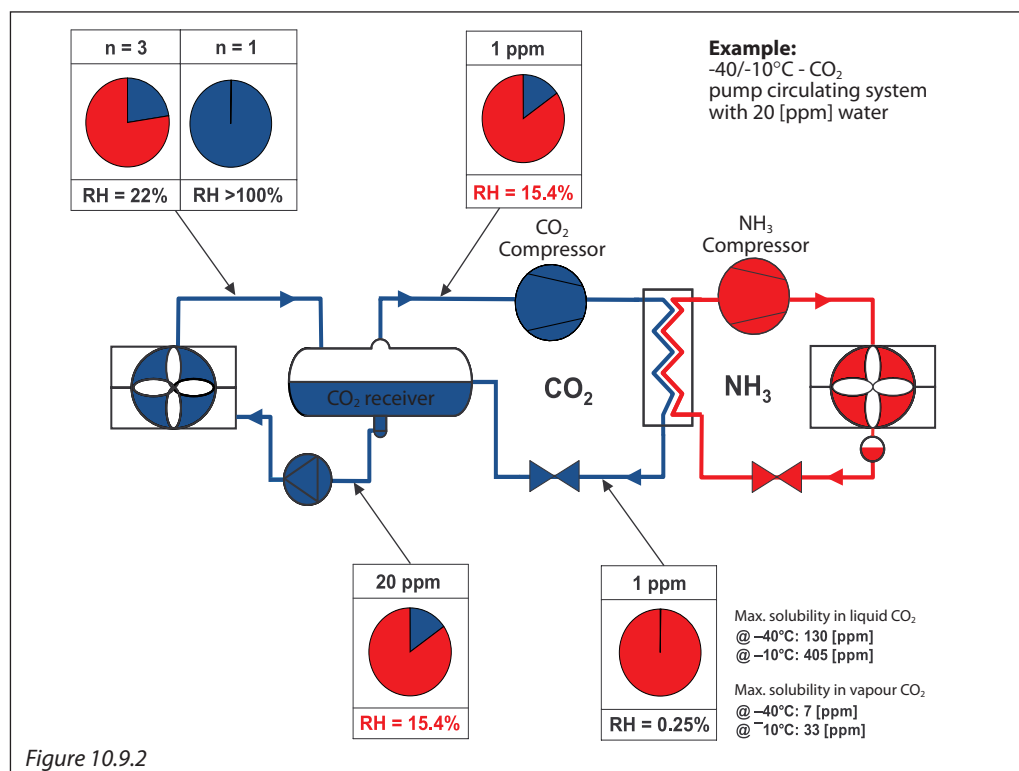 n = 3
n = 1
RH = 22%
RH >100%
1 ppm
RH = 15.4%
Example:
-40/-10°C - CO₂
pump circulating system
with 20 [ppm] water
CO₂
Compressor
NH₃
Compressor
CO₂ receiver
CO₂
NH₃
20 ppm
RH = 15.4%
1 ppm
RH = 0.25%
Max. solubility in liquid CO₂
@ –40°C: 130 [ppm]
@ –10°C: 405 [ppm]
Max. solubility in vapour CO₂
@ –40°C: 7 [ppm]
@ ‾10°C: 33 [ppm]
Figure 10.9.2